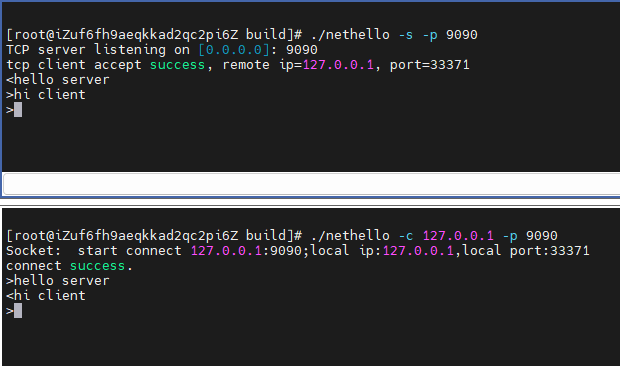 [root@iZuf6fh9aeqkkad2qc2pi6Z build]# ./nethello -s -p 9090
TCP server listening on [0.0.0.0]: 9090
tcp client accept success, remote ip=127.0.0.1, port=33371
<hello server
>hi client
>
[root@iZuf6fh9aeqkkad2qc2pi6Z build]# ./nethello -c 127.0.0.1 -p 9090
Socket:  start connect 127.0.0.1:9090;local ip:127.0.0.1,local port:33371
connect success.
>hello server
<hi client
>